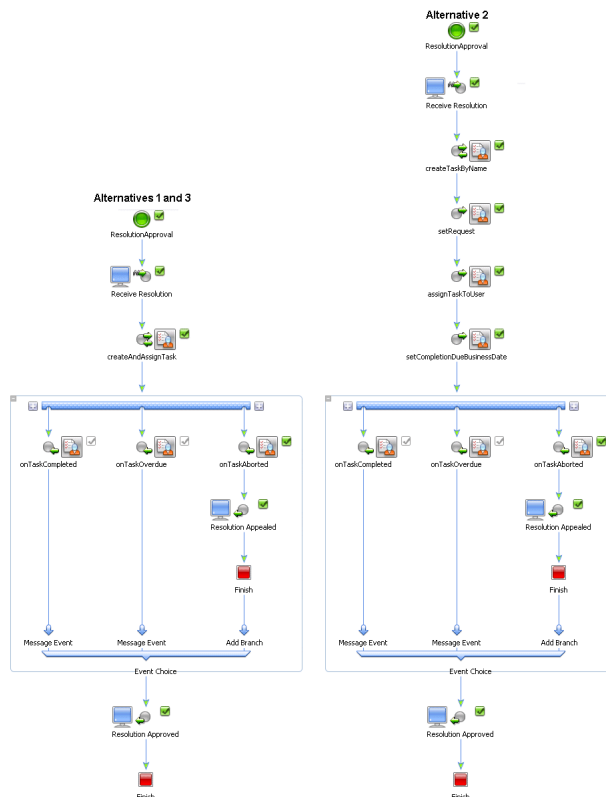 Alternative 2
ResolutionApproval
Receive Resolution
createTaskByName
setRequest
assignTaskToUser
setCompletionDueBusinessDate
onTaskCompleted
onTaskOverdue
onTaskAborted
Resolution Appealed
Finish
Message Event
Message Event
Add Branch
Event Choice
Resolution Approved
Finish
Alternatives 1 and 3
ResolutionApproval
Receive Resolution
createAndAssignTask
onTaskCompleted
onTaskOverdue
onTaskAborted
Resolution Appealed
Finish
Message Event
Message Event
Add Branch
Event Choice
Resolution Approved
Finish